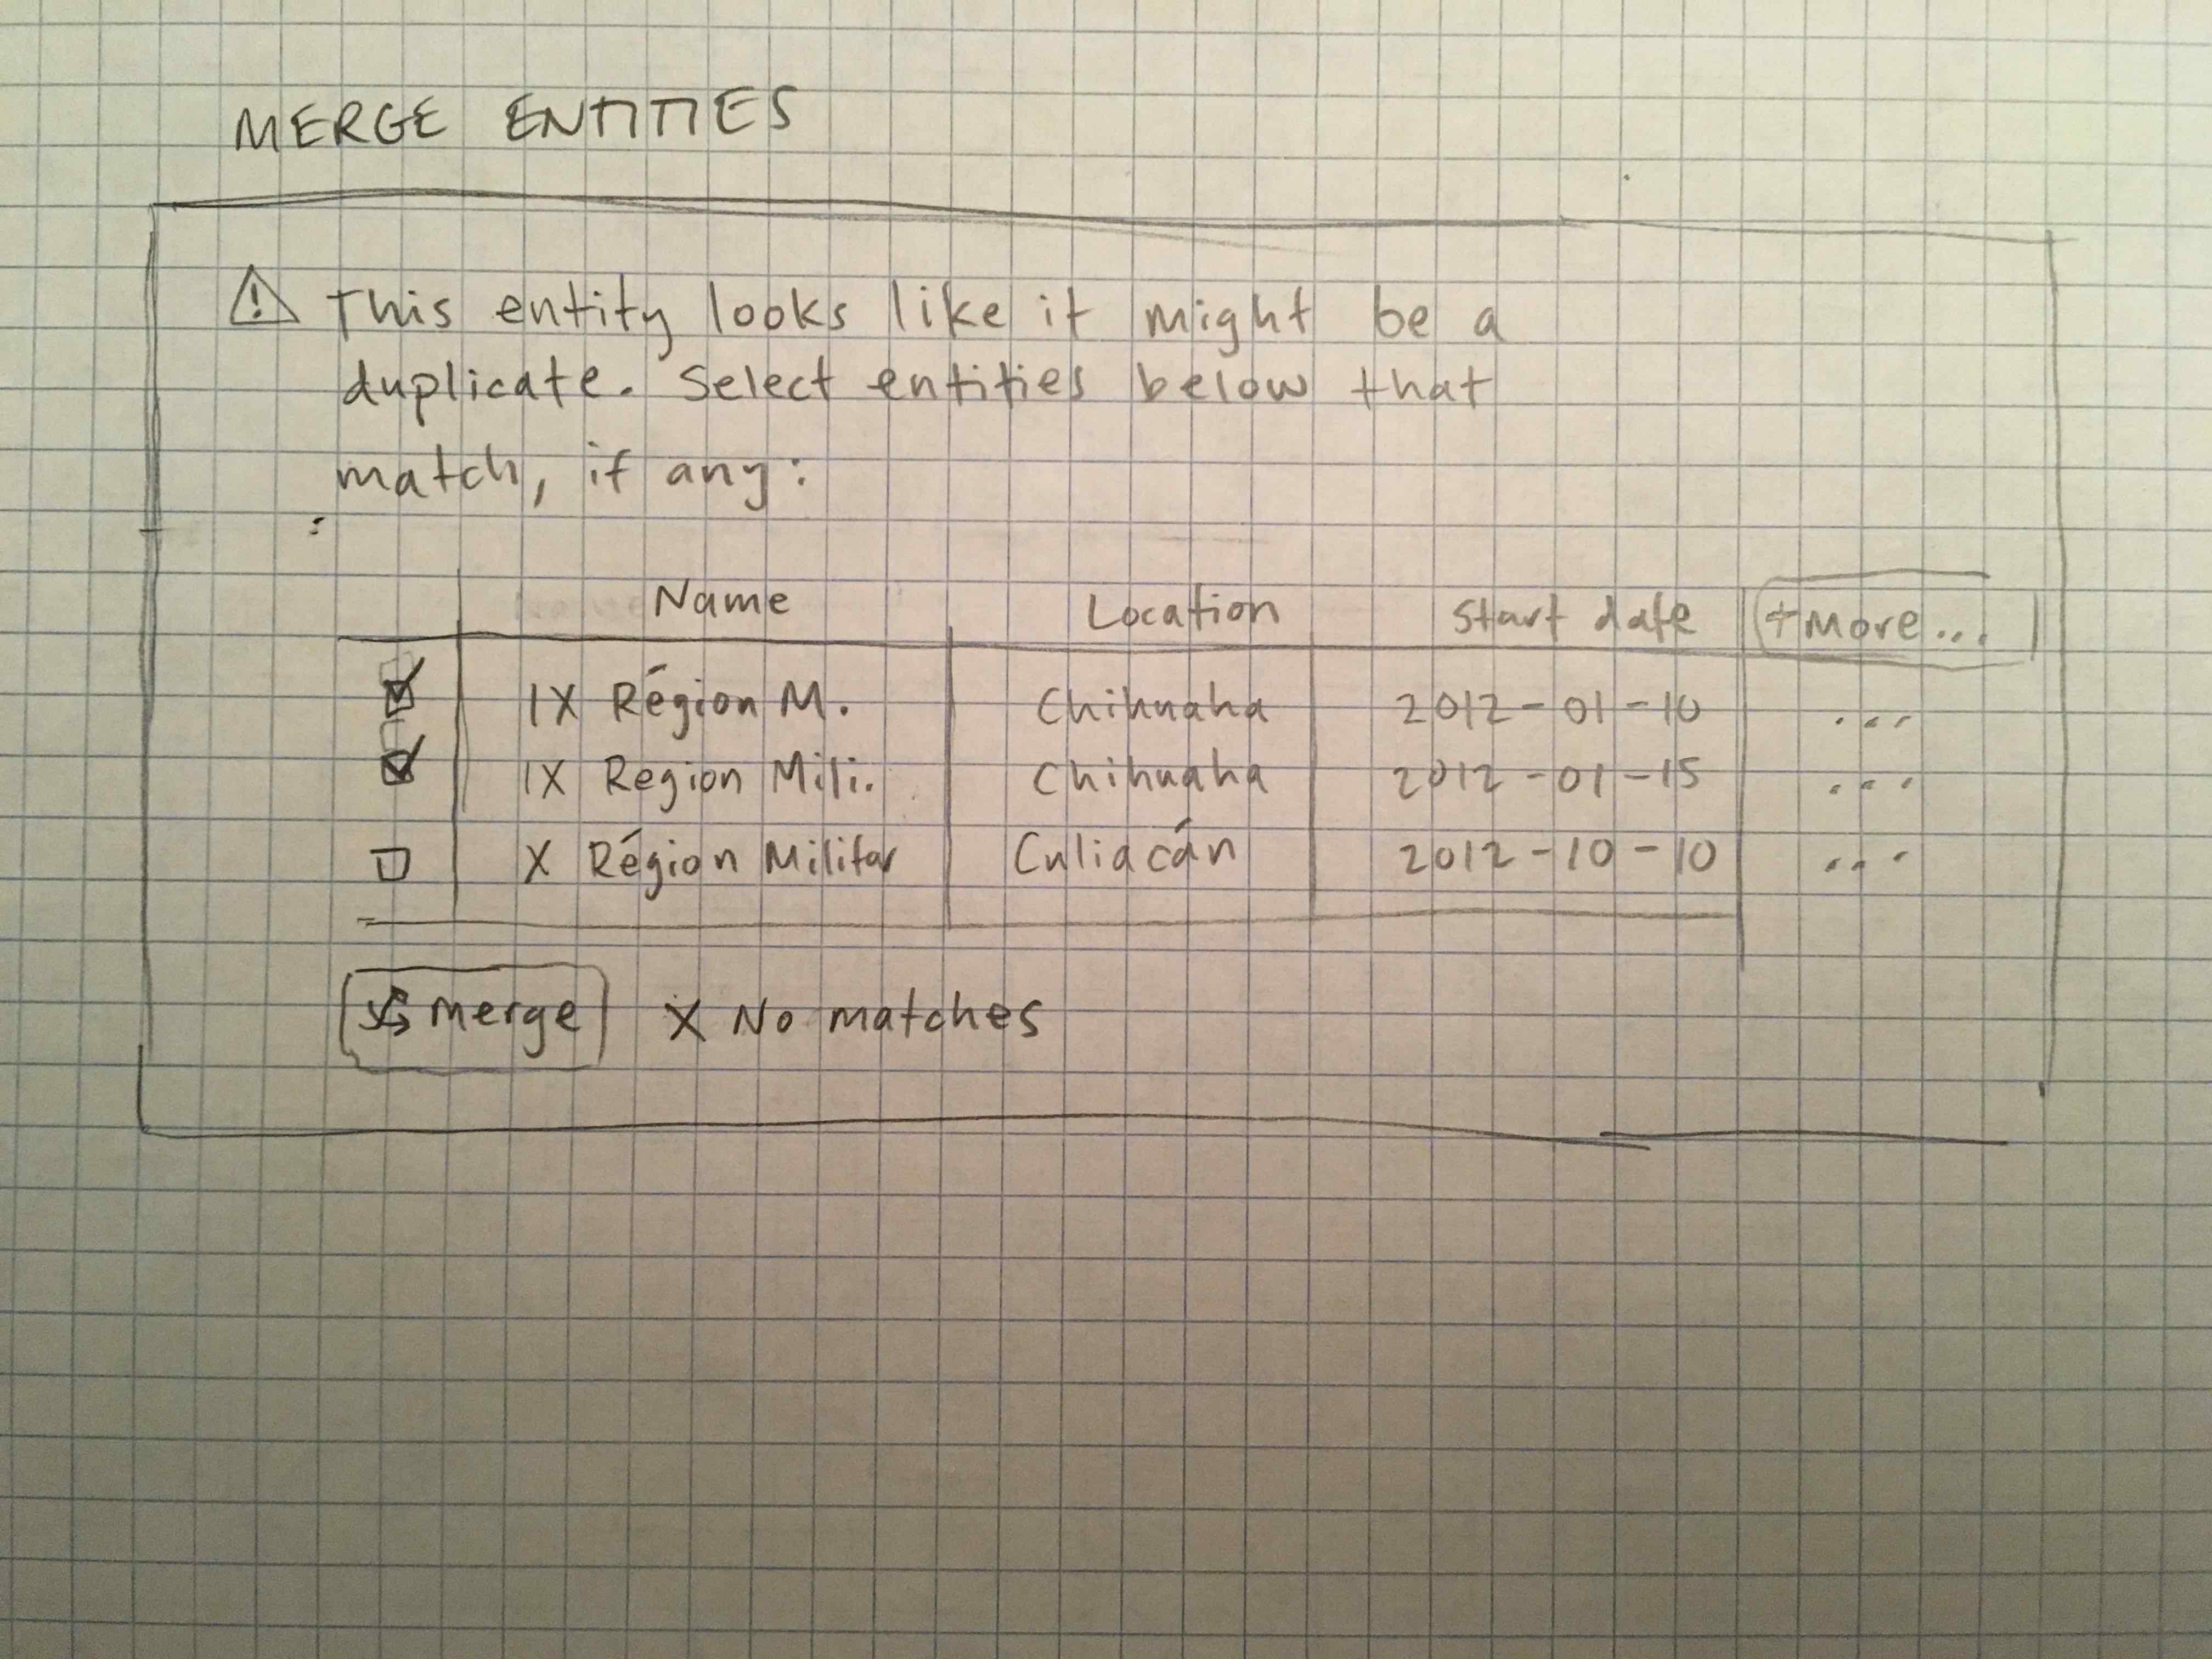 MERGE ENTITIES
This entity looks like it might be a
duplicate. Select entities below that
match, if any:
Name Location Start date +More...
IX Région M. Chihuaha 2012-01-10 ...
IX Region Mili. Chihuaha 2012-01-15 ...
X Région Militar Culiacán 2012-10-10 ...
merge X No matches